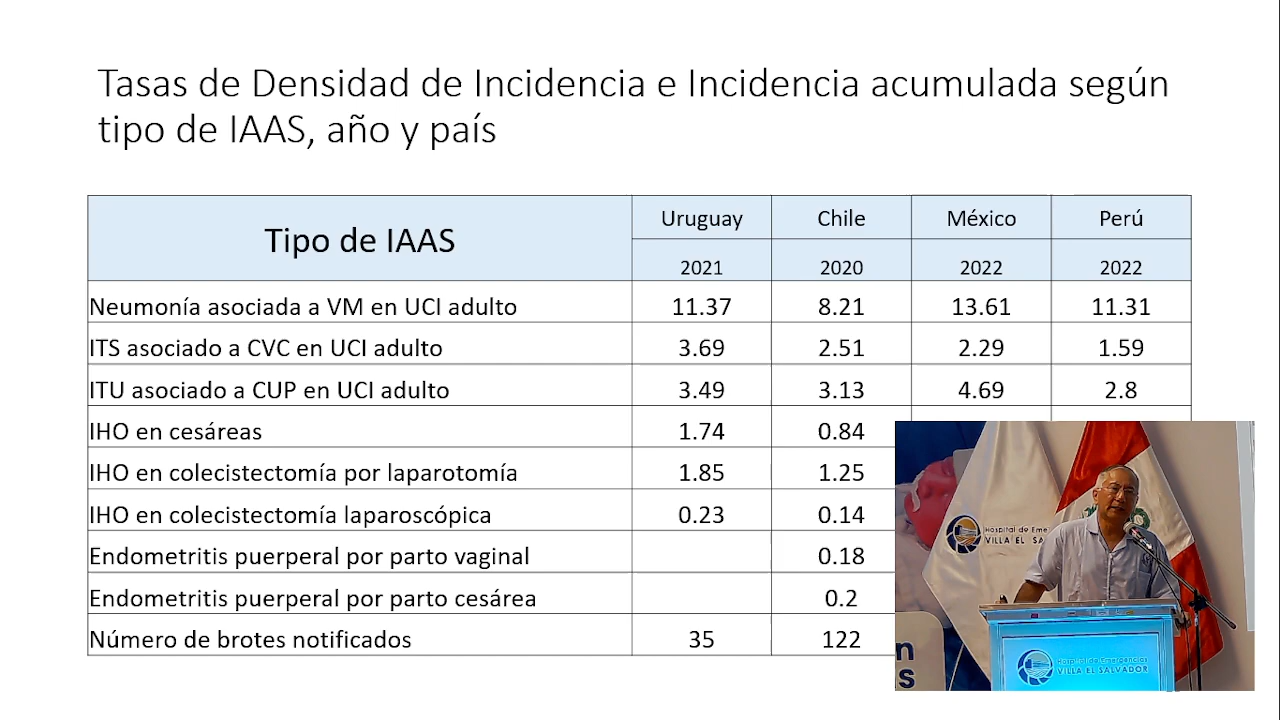 Tasas de Densidad de Incidencia e Incidencia acumulada según
tipo de IAAS, año y país
Tipo de IAAS Uruguay Chile México Perú
2021 2020 2022 2022
Neumonía asociada a VM en UCI adulto 11.37 8.21 13.61 11.31
ITS asociado a CVC en UCI adulto 3.69 2.51 2.29 1.59
ITU asociado a CUP en UCI adulto 3.49 3.13 4.69 2.8
IHO en cesáreas 1.74 0.84
IHO en colecistectomía por laparotomía 1.85 1.25
IHO en colecistectomía laparoscópica 0.23 0.14
Endometritis puerperal por parto vaginal 0.18
Endometritis puerperal por parto cesárea 0.2
Número de brotes notificados 35 122
Hospital de Eme
VILLA EL SA
Hospital de Emergencias
VILLA EL SALVADOR